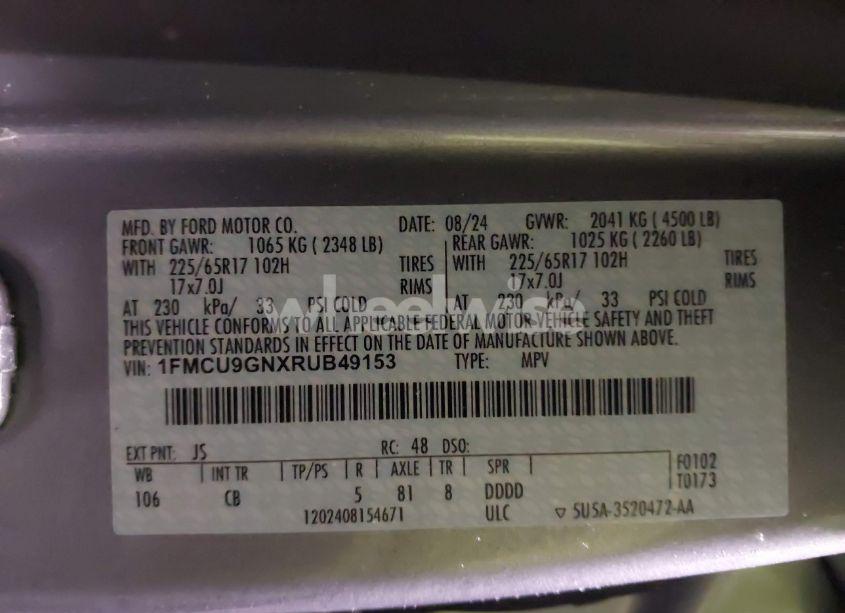 MFD. BY FORD MOTOR CO. DATE: 08/24 GVWR: 2041 KG ( 4500 LB)
FRONT GAWR: 1065 KG ( 2348 LB) REAR GAWR: 1025 KG ( 2260 LB)
WITH 225/65R17 102H TIRES WITH 225/65R17 102H TIRES
17x7.0J RIMS 17x7.0J RIMS
AT 230 kPa/ 33 PSI COLD AT 230 kPa/ 33 PSI COLD
wheelwise
THIS VEHICLE CONFORMS TO ALL APPLICABLE FEDERAL MOTOR VEHICLE SAFETY AND THEFT
PREVENTION STANDARDS IN EFFECT ON THE DATE OF MANUFACTURE SHOWN ABOVE.
VIN: 1FMCU9GNXRUB49153 TYPE: MPV
EXT PNT: JS RC: 48 DSO:
WB INT TR TP/PS R AXLE TR SPR F0102
106 CB 5 81 8 DDDD T0173
1202408154671 ULC ▽ 5U5A-3520472-AA